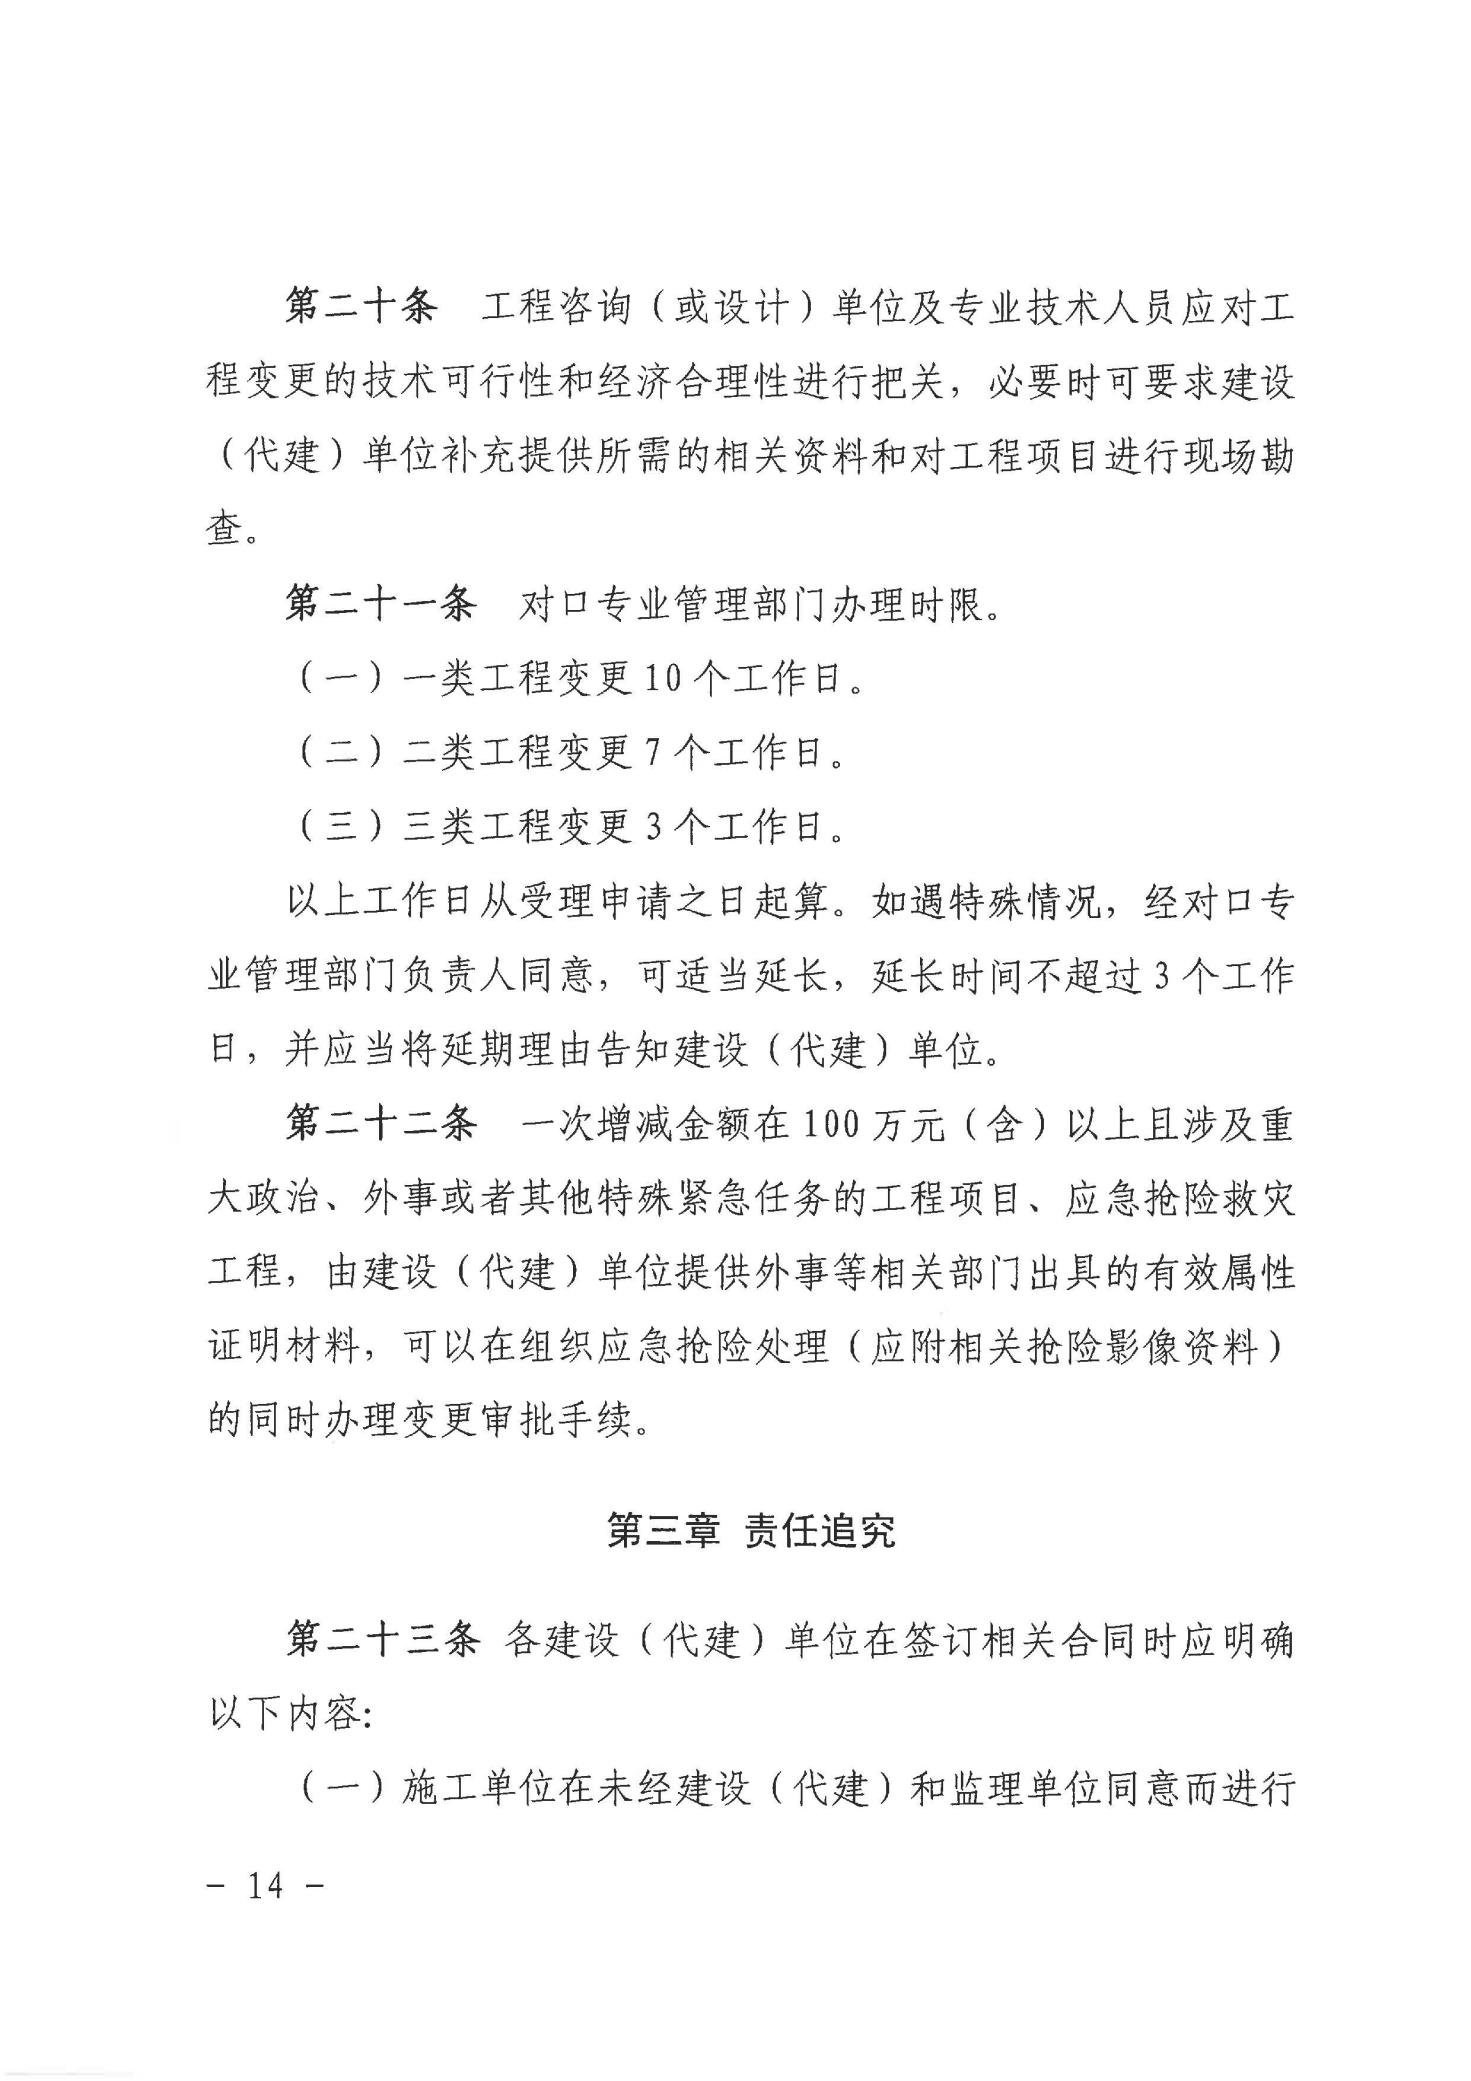 第二十条 工程咨询（或设计）单位及专业技术人员应对工
程变更的技术可行性和经济合理性进行把关，必要时可要求建设
（代建）单位补充提供所需的相关资料和对工程项目进行现场勘
查。
第二十一条 对口专业管理部门办理时限。
（一）一类工程变更10个工作日。
（二）二类工程变更7个工作日。
（三）三类工程变更3个工作日。
以上工作日从受理申请之日起算。如遇特殊情况，经对口专
业管理部门负责人同意，可适当延长，延长时间不超过3个工作
日，并应当将延期理由告知建设（代建）单位。
第二十二条 一次增减金额在100万元（含）以上且涉及重
大政治、外事或者其他特殊紧急任务的工程项目、应急抢险救灾
工程，由建设（代建）单位提供外事等相关部门出具的有效属性
证明材料，可以在组织应急抢险处理（应附相关抢险影像资料）
的同时办理变更审批手续。
第三章 责任追究
第二十三条 各建设（代建）单位在签订相关合同时应明确
以下内容：
（一）施工单位在未经建设（代建）和监理单位同意而进行
- 14 -